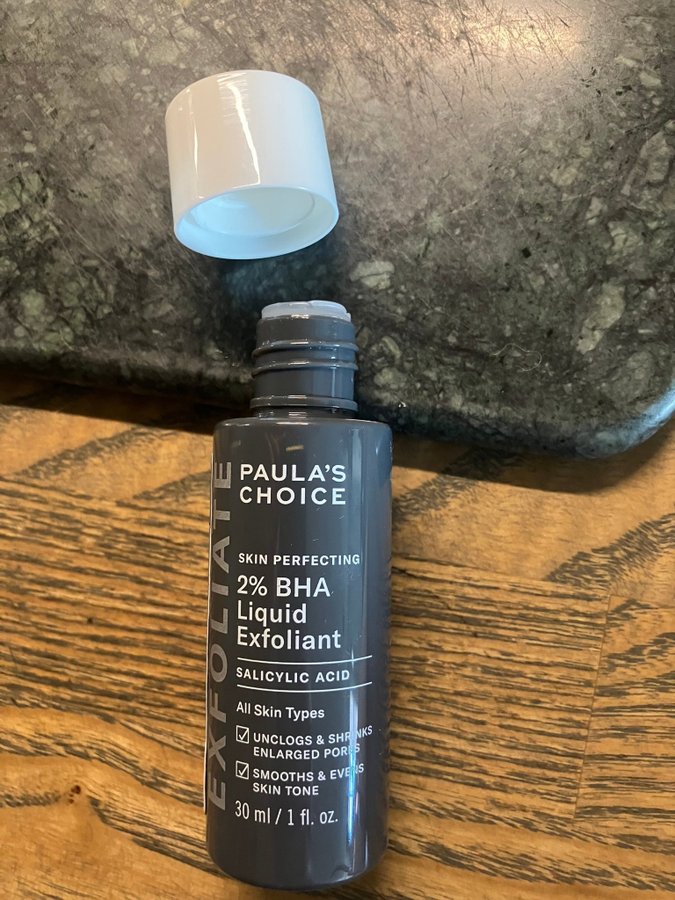 EXFOLIATE
PAULA'S
CHOICE
SKIN PERFECTING
2% BHA
Liquid
Exfoliant
SALICYLIC ACID
All Skin Types
UNCLOGS & SHRINKS
ENLARGED PORES
SMOOTHS & EVENS
SKIN TONE
30 ml / 1 fl. oz.